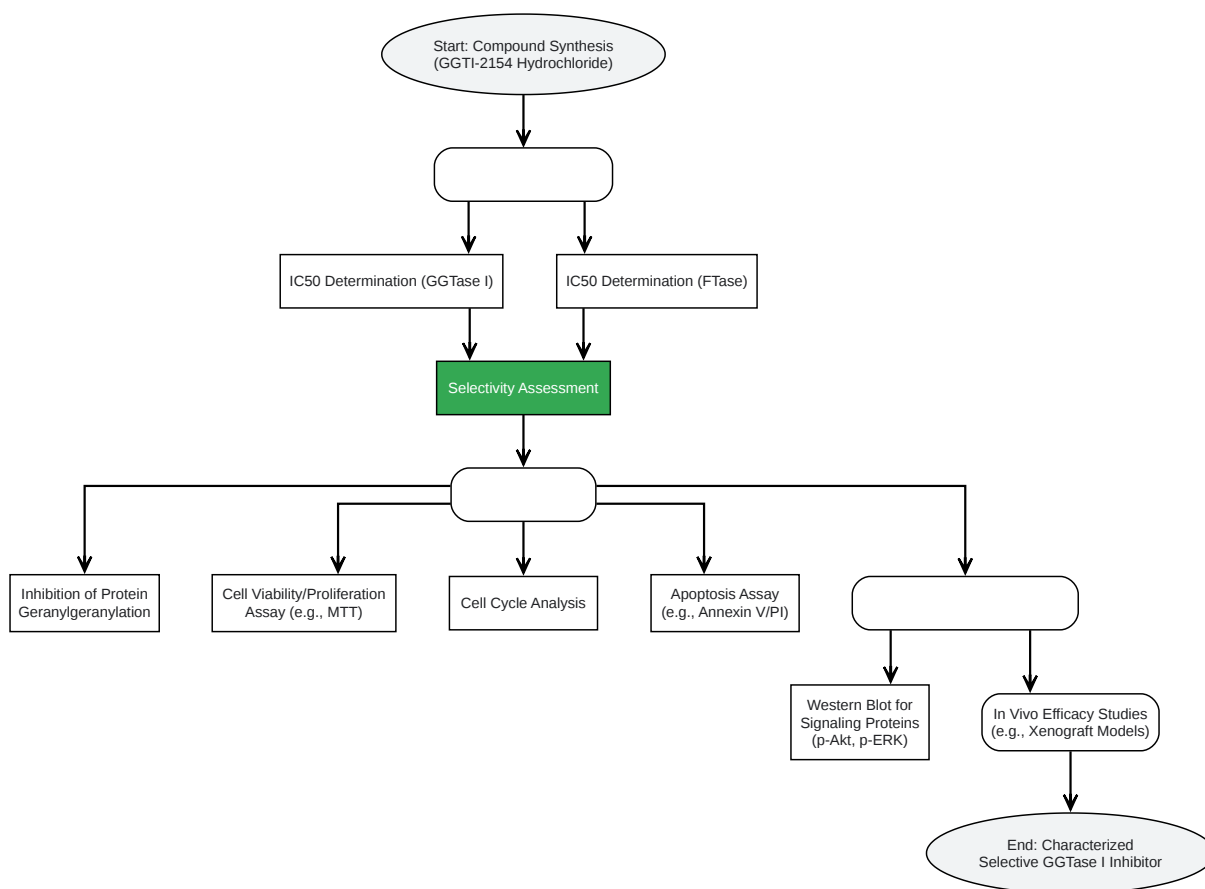 Start: Compound Synthesis
(GGTI-2154 Hydrochloride)
IC50 Determination (GGTase I)
IC50 Determination (FTase)
Selectivity Assessment
Inhibition of Protein
Geranylgeranylation
Cell Viability/Proliferation
Assay (e.g., MTT)
Cell Cycle Analysis
Apoptosis Assay
(e.g., Annexin V/PI)
Western Blot for
Signaling Proteins
(p-Akt, p-ERK)
In Vivo Efficacy Studies
(e.g., Xenograft Models)
End: Characterized
Selective GGTase I Inhibitor